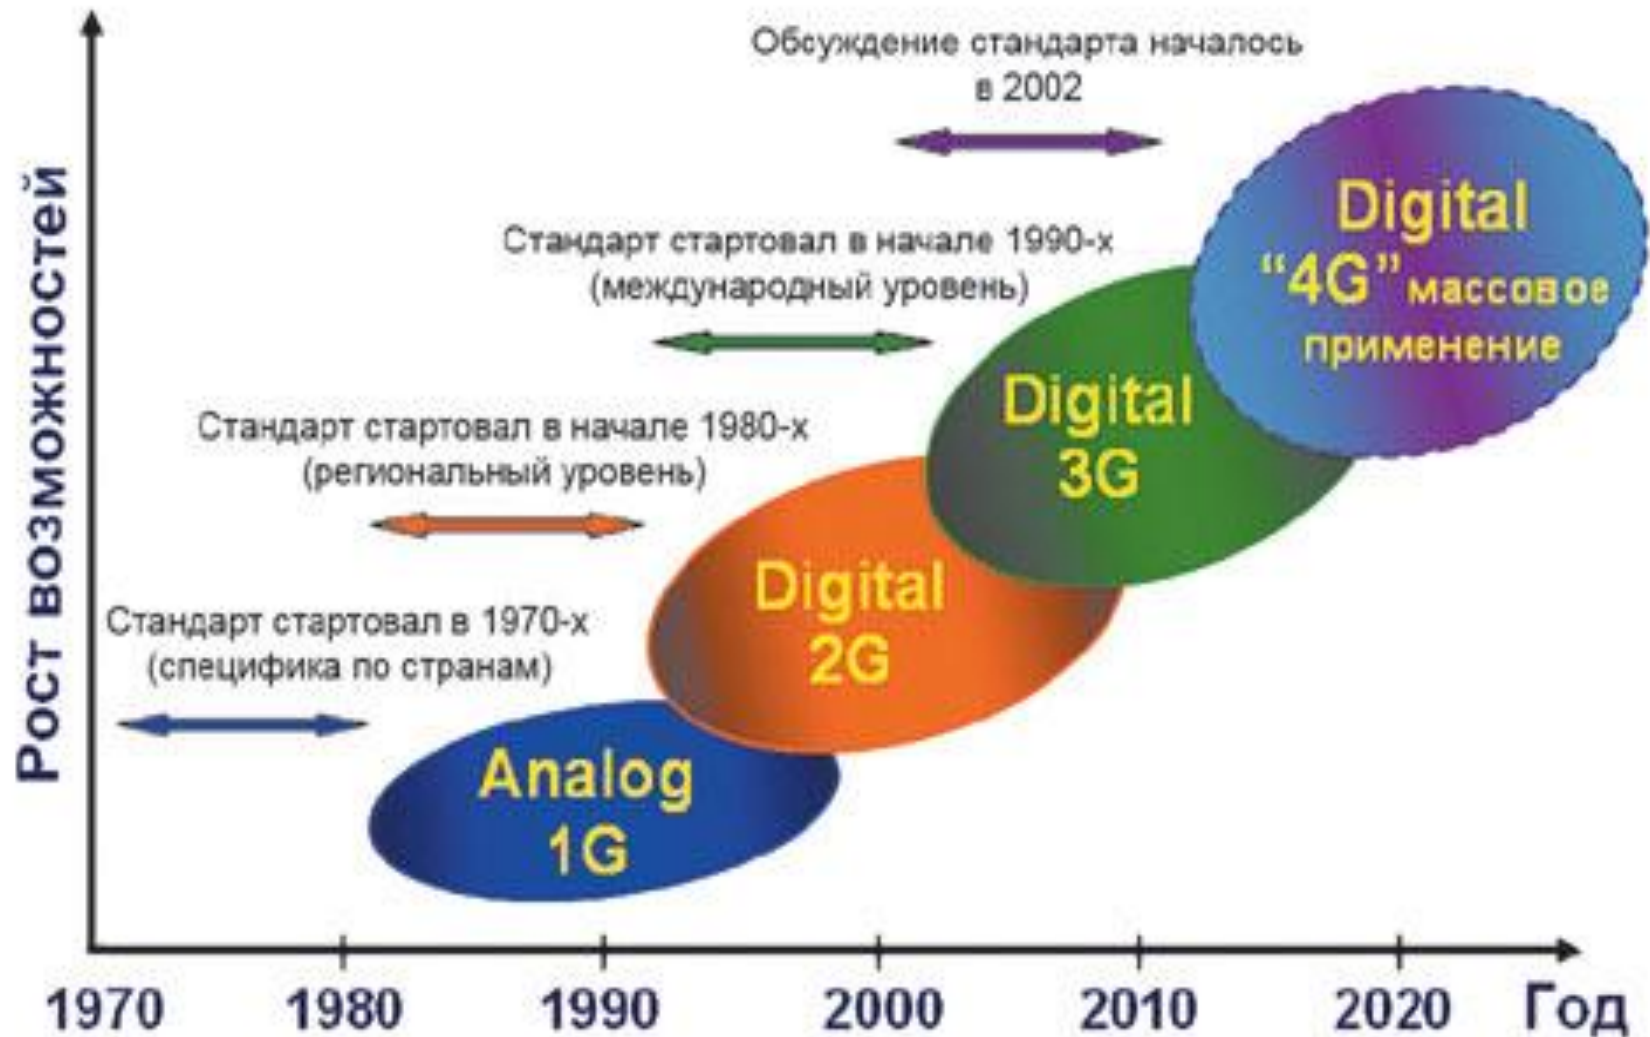 Обсуждение стандарта началось
в 2002
Digital
“4G” массовое
применение
Стандарт стартовал в начале 1990-х
(международный уровень)
Digital
3G
Стандарт стартовал в начале 1980-х
(региональный уровень)
Digital
2G
Стандарт стартовал в 1970-х
(специфика по странам)
Analog
1G
Рост возможностей
1970 1980 1990 2000 2010 2020 Год